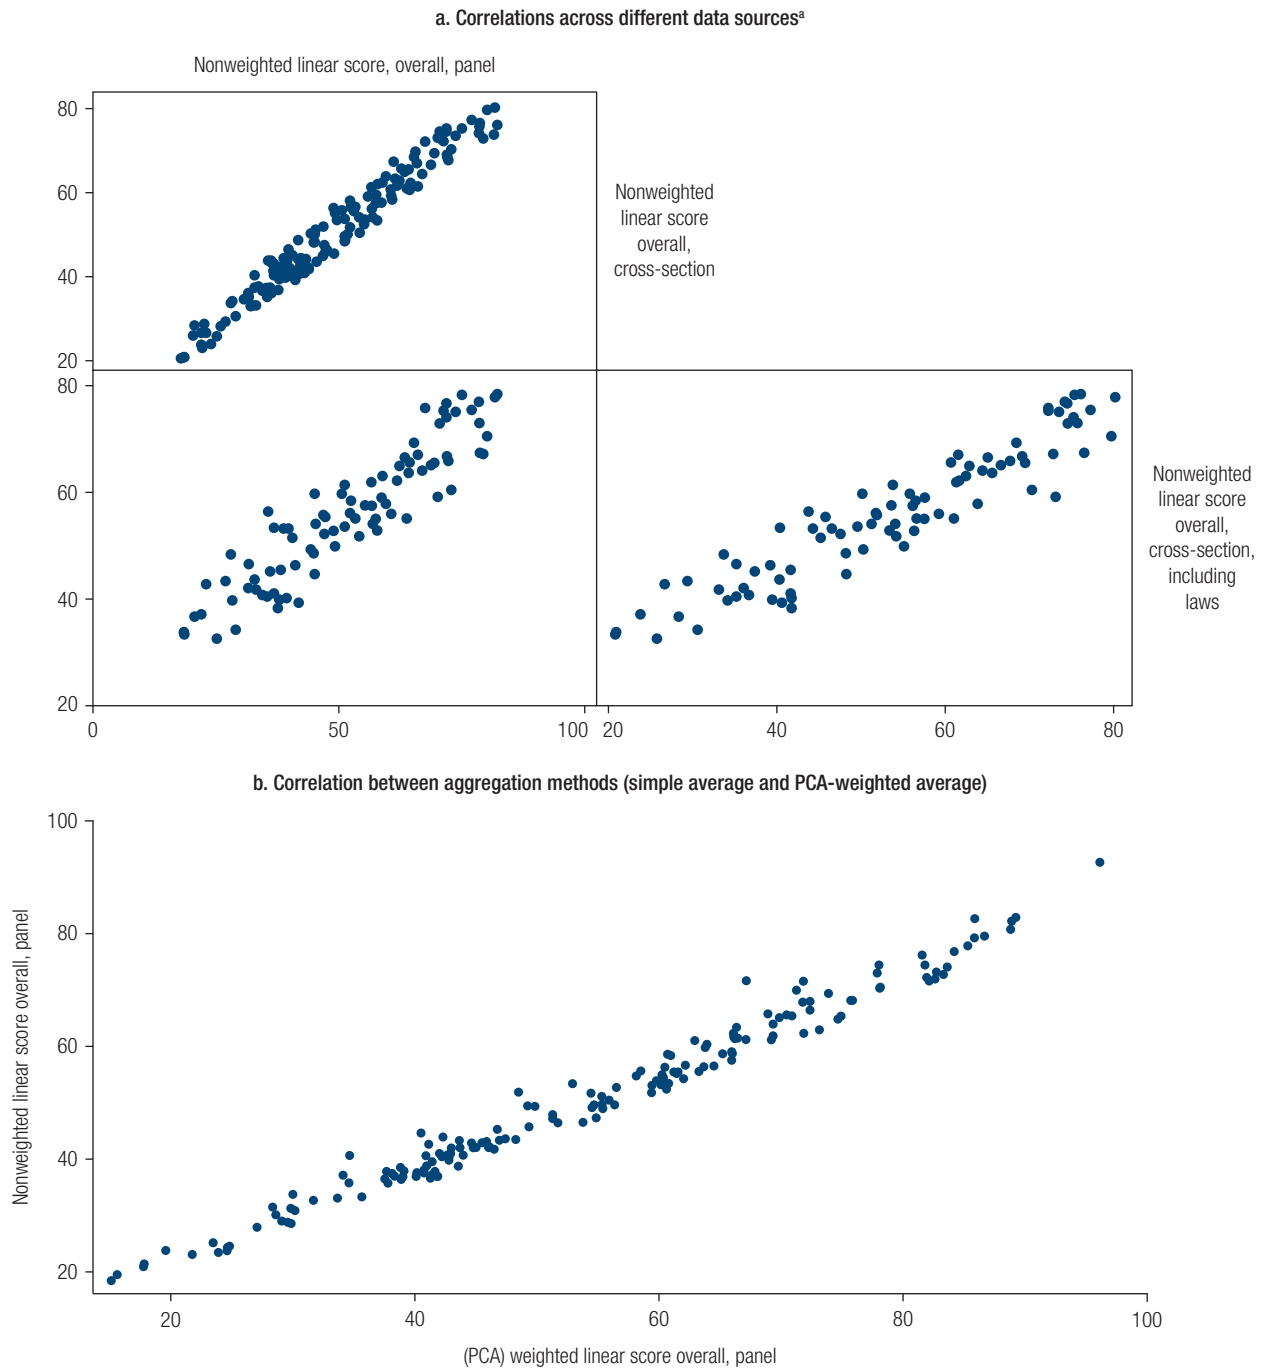 a. Correlations across different data sourcesᵃ
Nonweighted linear score, overall, panel
80
60
40
20
Nonweighted
linear score
overall,
cross-section
80
60
40
20
0
50
100
20
40
60
80
Nonweighted
linear score
overall,
cross-section,
including
laws
b. Correlation between aggregation methods (simple average and PCA-weighted average)
Nonweighted linear score overall, panel
100
80
60
40
20
20
40
60
80
100
(PCA) weighted linear score overall, panel